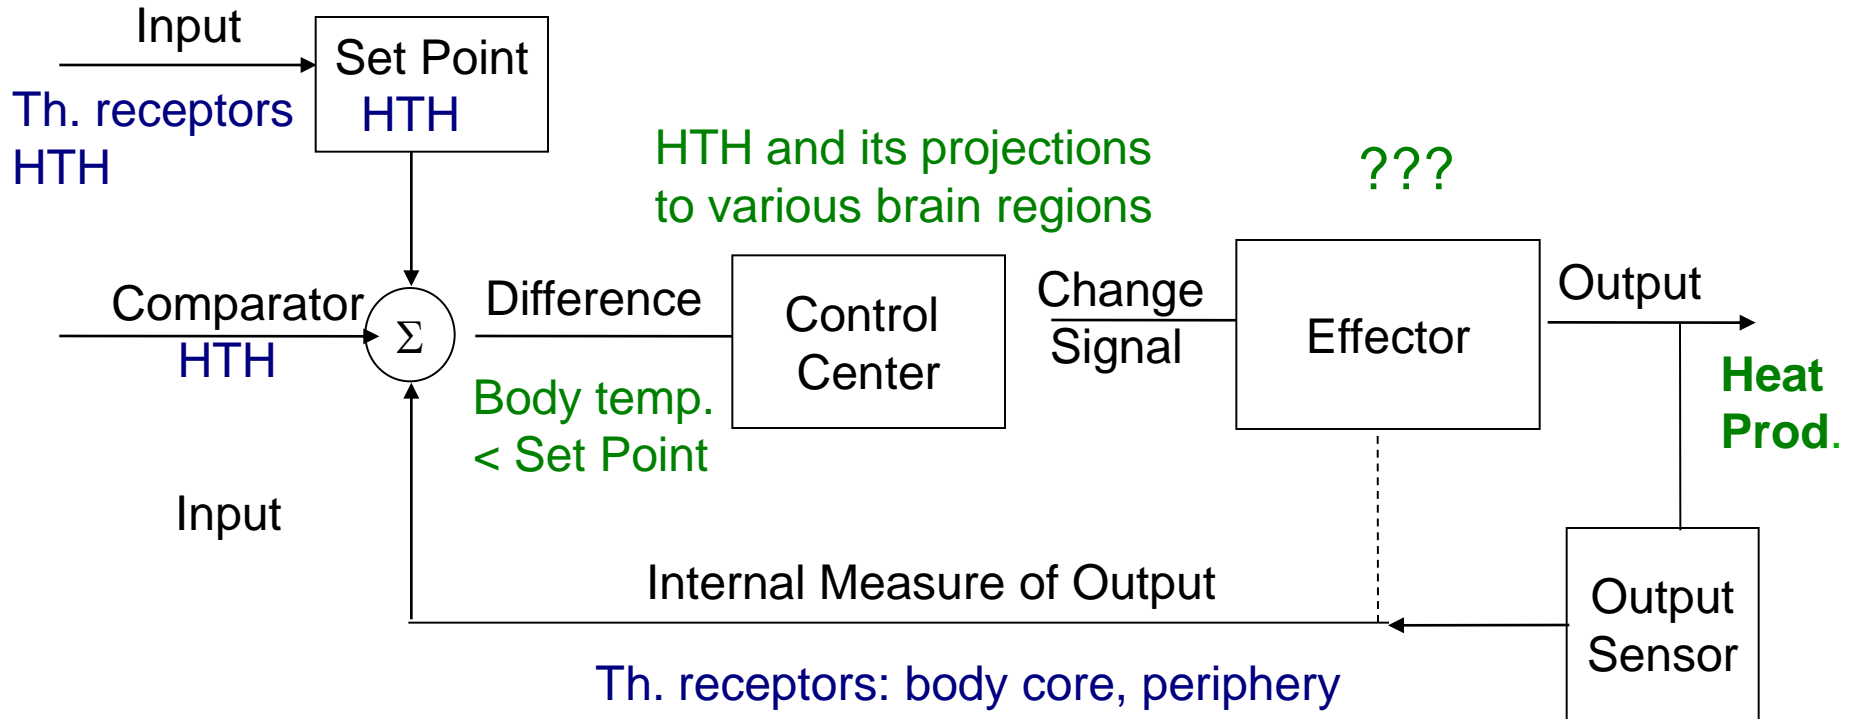 Input
Set Point
HTH
Th. receptors
HTH
HTH and its projections
to various brain regions
???
Comparator
HTH
Σ
Difference
Body temp.
< Set Point
Control
Center
Change
Signal
Effector
Output
Heat
Prod.
Input
Internal Measure of Output
Th. receptors: body core, periphery
Output
Sensor